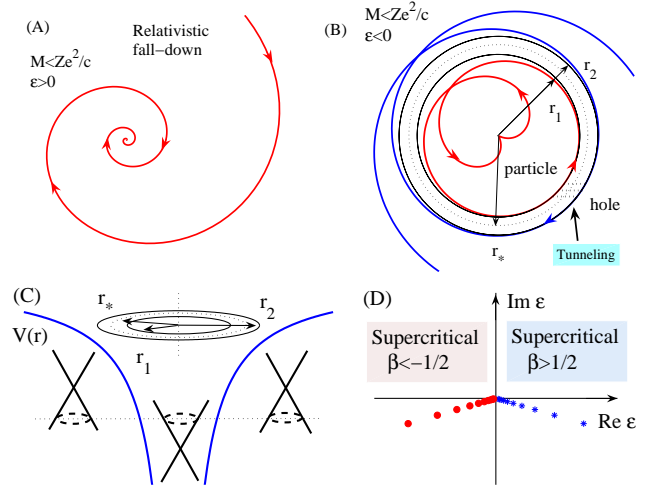 (A)
Relativistic
fall−down
M<Ze²/c
ε>0
(B)
M<Ze²/c
ε<0
r₂
r₁
particle
hole
r*
Tunneling
(C)
V(r)
r*
r₂
r₁
(D)
Im ε
Supercritical
β<−1/2
Supercritical
β>1/2
Re ε